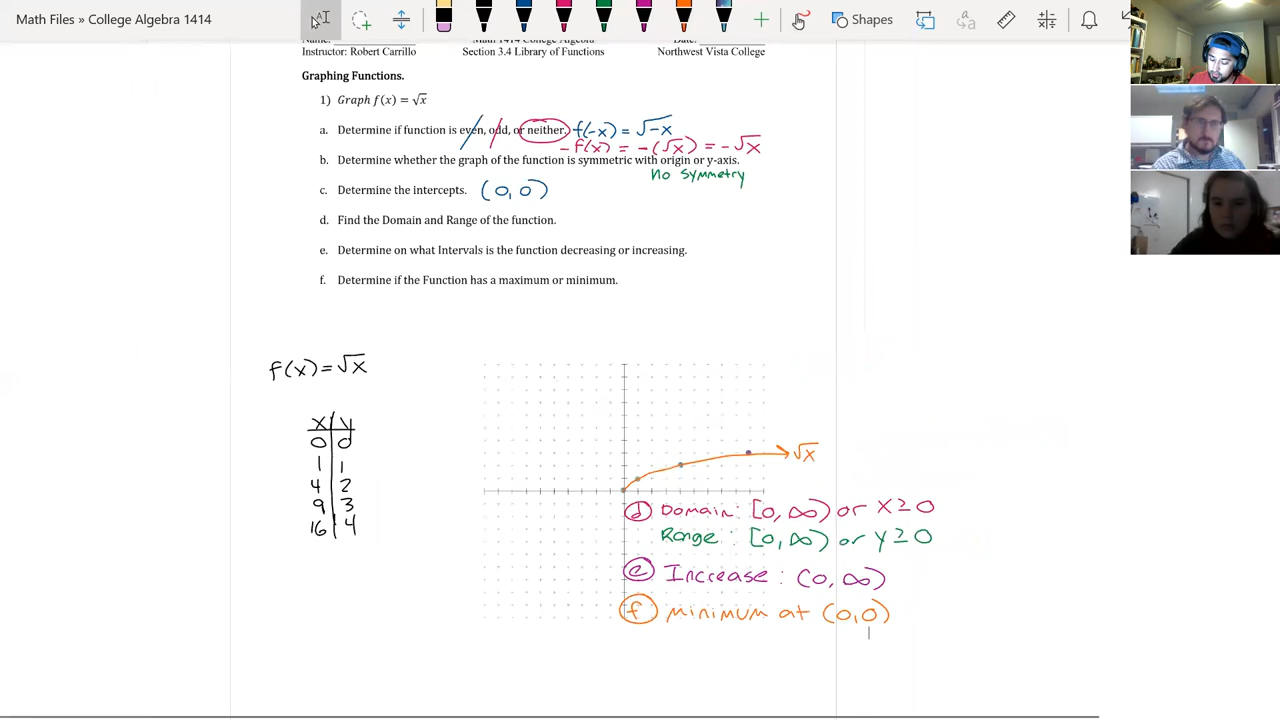 Math Files » College Algebra 1414
Shapes
Instructor: Robert Carrillo
Section 3.4 Library of Functions
Northwest Vista College
Graphing Functions.
1) Graph f(x) = √x
a. Determine if function is even, odd, or neither. f(-x) = √-x
- f(x) = -(√x) = -√x
b. Determine whether the graph of the function is symmetric with origin or y-axis.
no symmetry
c. Determine the intercepts. (0,0)
d. Find the Domain and Range of the function.
e. Determine on what Intervals is the function decreasing or increasing.
f. Determine if the Function has a maximum or minimum.
f(x) = √x
x y
0 0
1 1
4 2
9 3
16 4
√x
d Domain: [0, ∞) or x ≥ 0
Range: [0, ∞) or y ≥ 0
e Increase: (0, ∞)
f minimum at (0,0)